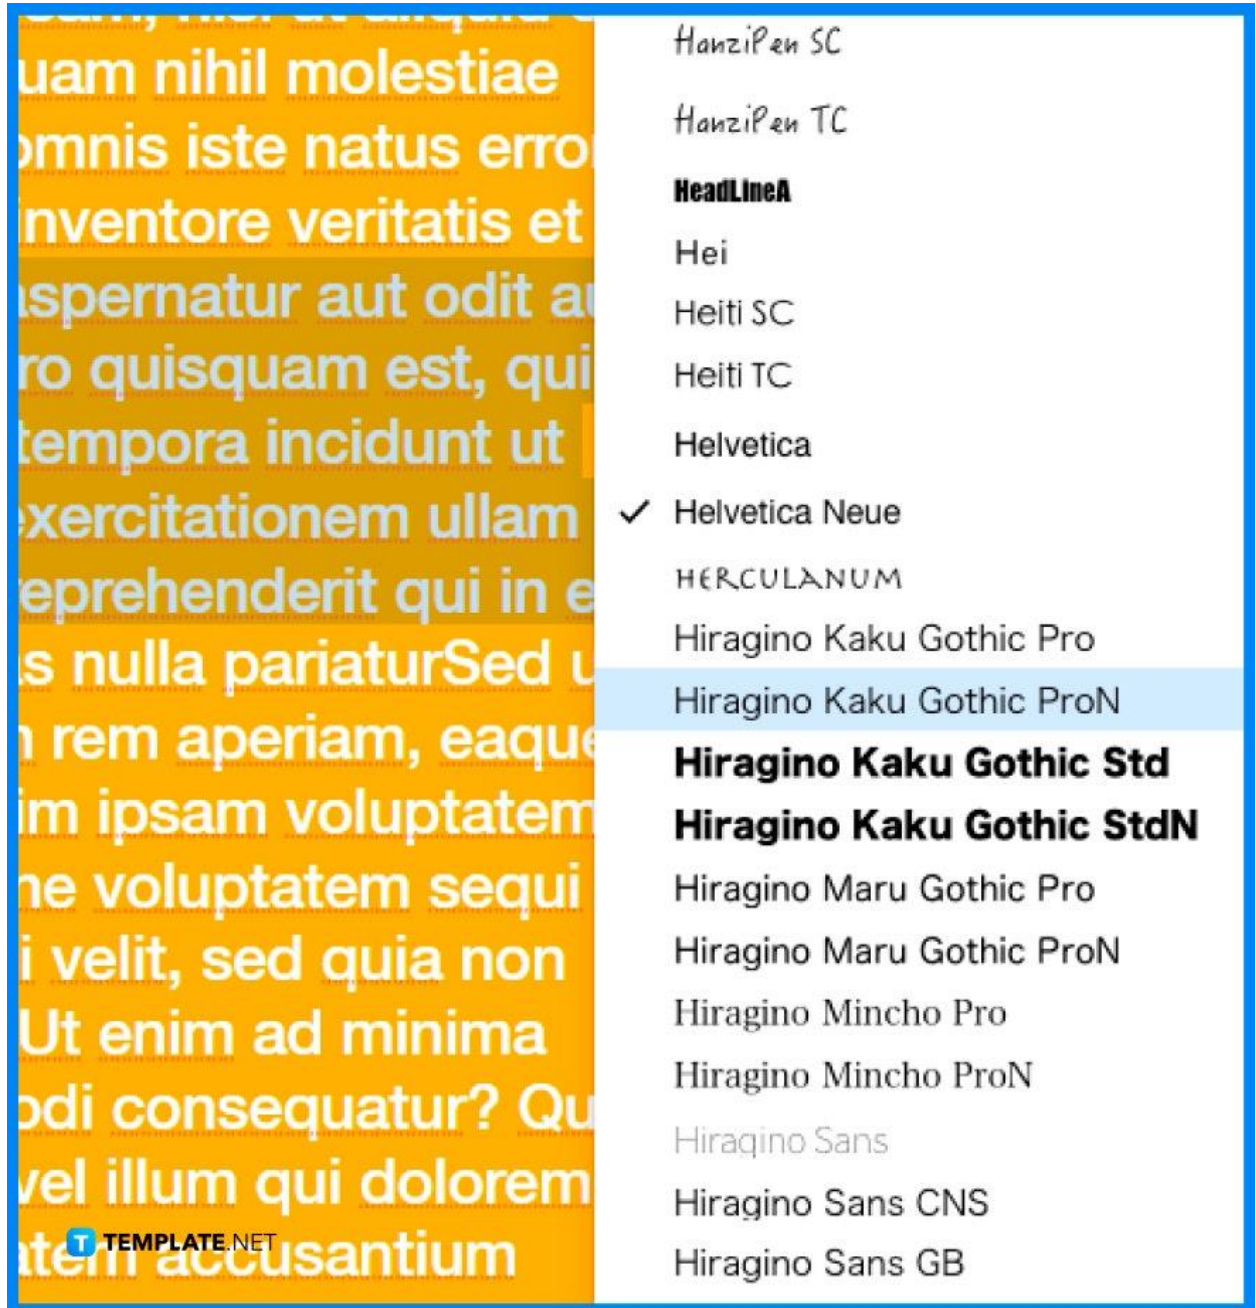 uam nihil molestiae
omnis iste natus error
inventore veritatis et
aspernatur aut odit au
ro quisquam est, qui
tempora incidunt ut
exercitationem ullam
reprehenderit qui in e
as nulla pariaturSed u
rem aperiam, eaque
im ipsam voluptatem
ne voluptatem sequi
i velit, sed quia non
Ut enim ad minima
odi consequatur? Qu
vel illum qui dolorem
atem accusantium
T TEMPLATE.NET
HanziPen SC
HanziPen TC
HeadLineA
Hei
Heiti SC
Heiti TC
Helvetica
✓ Helvetica Neue
HERCULANUM
Hiragino Kaku Gothic Pro
Hiragino Kaku Gothic ProN
Hiragino Kaku Gothic Std
Hiragino Kaku Gothic StdN
Hiragino Maru Gothic Pro
Hiragino Maru Gothic ProN
Hiragino Mincho Pro
Hiragino Mincho ProN
Hiragino Sans
Hiragino Sans CNS
Hiragino Sans GB